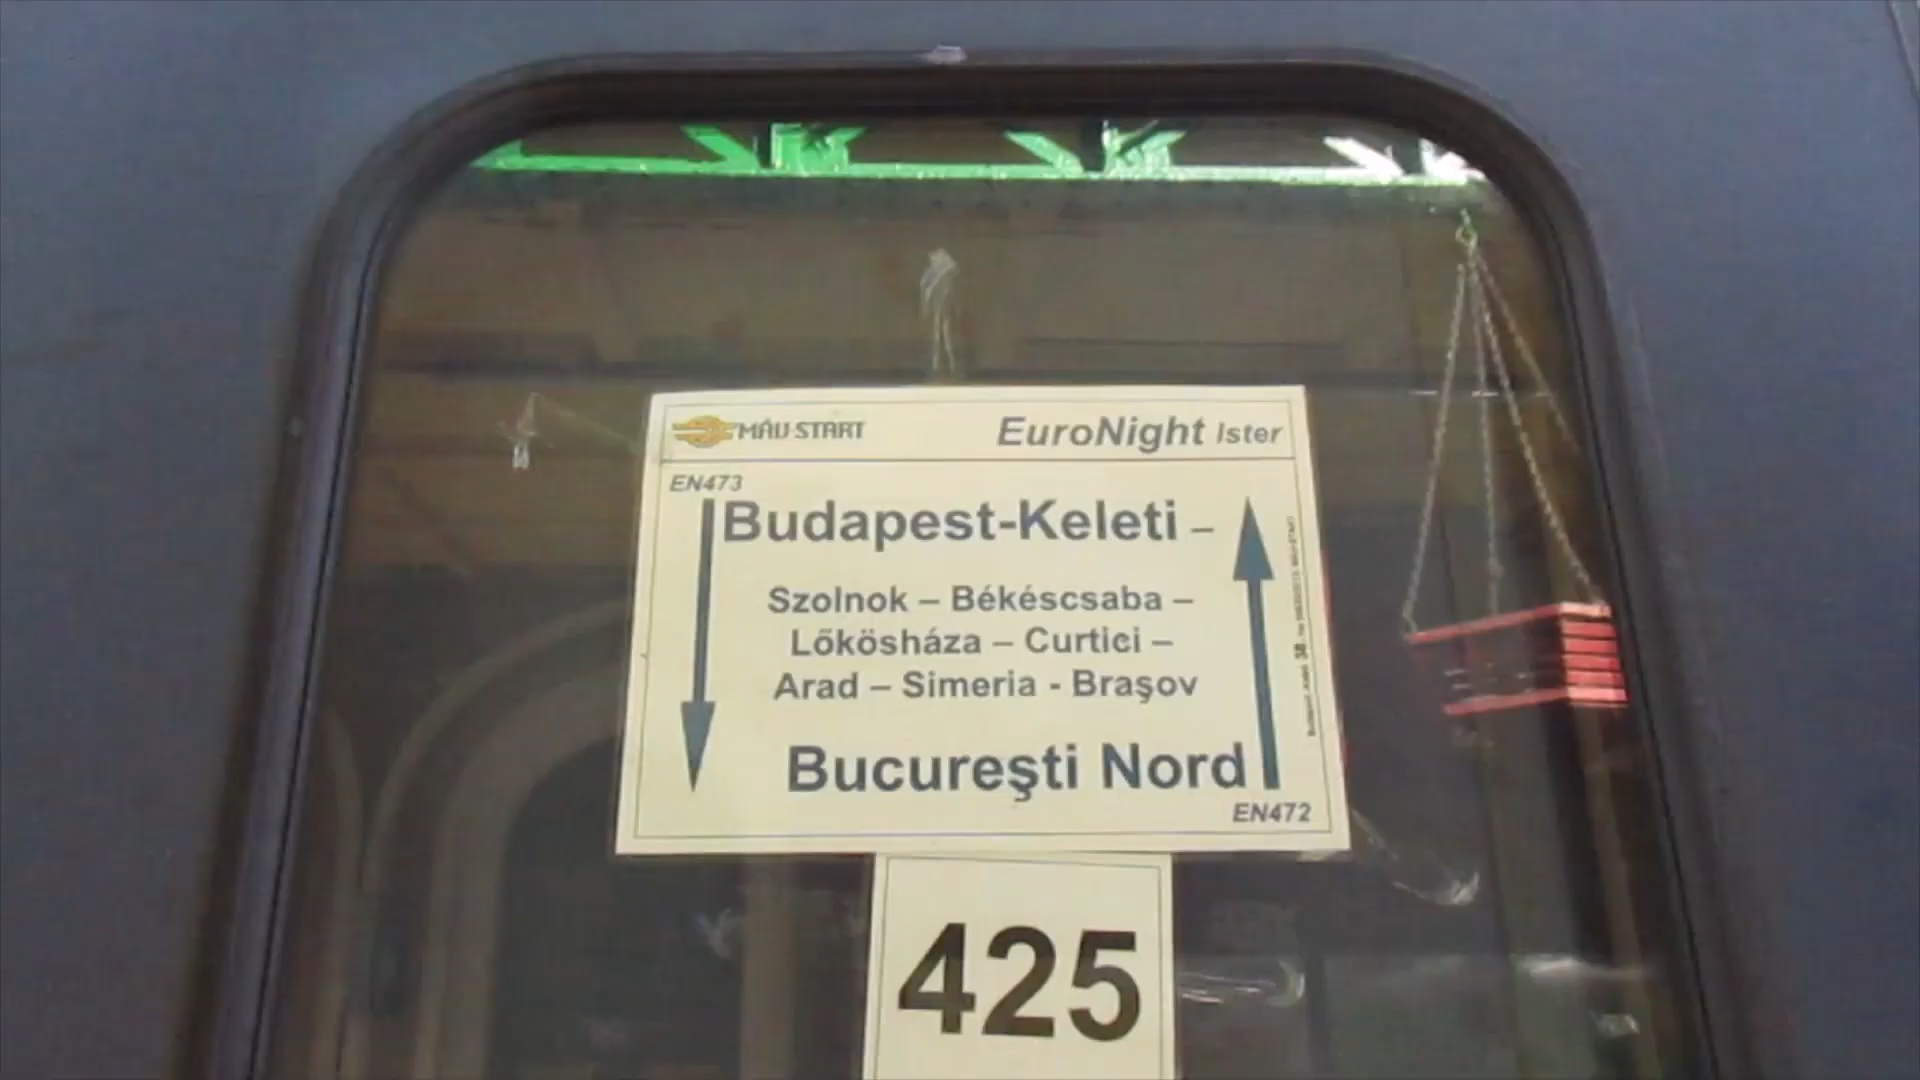 MÁV-START EuroNight Ister
EN473
Budapest-Keleti –
Szolnok – Békéscsaba –
Lőkösháza – Curtici –
Arad – Simeria - Braşov
Bucureşti Nord
EN472
425